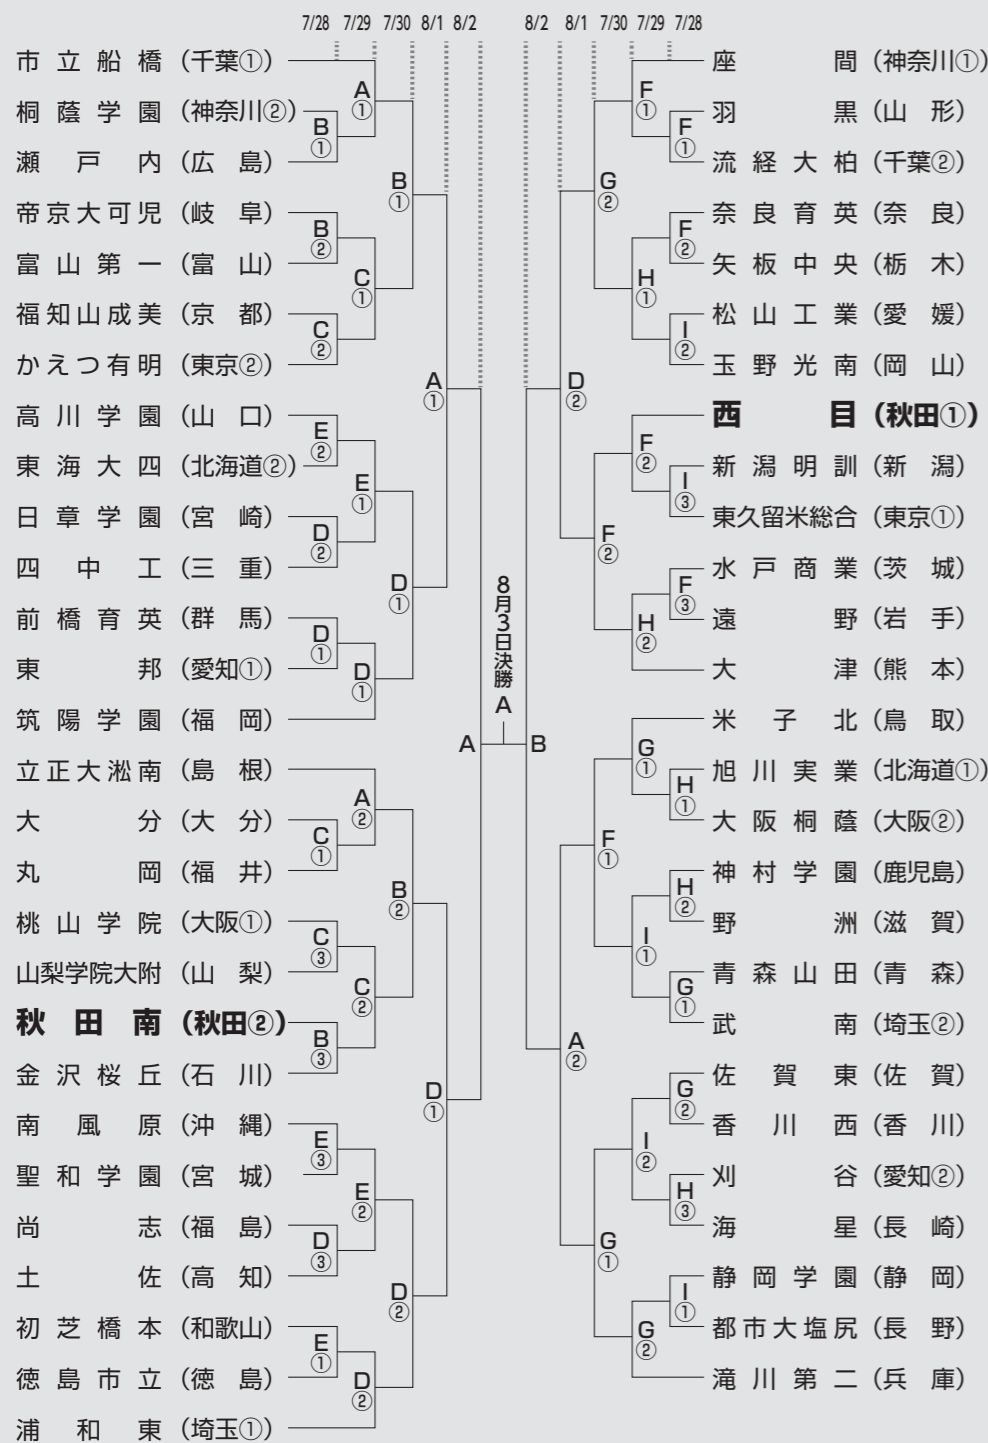 7/28 7/29 7/30 8/1 8/2
8/2 8/1 7/30 7/29 7/28
市立船橋（千葉①）
桐蔭学園（神奈川②）
瀬戸内（広島）
帝京大可児（岐阜）
富山第一（富山）
福知山成美（京都）
かえつ有明（東京②）
高川学園（山口）
東海大四（北海道②）
日章学園（宮崎）
四中工（三重）
前橋育英（群馬）
東邦（愛知①）
筑陽学園（福岡）
立正大淞南（島根）
大分（大分）
丸岡（福井）
桃山学院（大阪①）
山梨学院大附（山梨）
秋田南（秋田②）
金沢桜丘（石川）
南風原（沖縄）
聖和学園（宮城）
尚志（福島）
土佐（高知）
初芝橋本（和歌山）
徳島市立（徳島）
浦和東（埼玉①）
B①
B②
C②
E②
D②
D①
C①
C③
B③
E③
D③
E①
A①
C①
E①
D①
A②
C②
E②
D②
B①
D①
B②
D②
A①
D①
A
8月3日決勝
A
B
D②
A②
G②
F②
F①
G①
F①
H①
F②
H②
G①
I①
I②
G②
F①
F②
I②
I③
F③
H①
H②
G①
G②
H③
I①
座間（神奈川①）
羽黒（山形）
流経大柏（千葉②）
奈良育英（奈良）
矢板中央（栃木）
松山工業（愛媛）
玉野光南（岡山）
西目（秋田①）
新潟明訓（新潟）
東久留米総合（東京①）
水戸商業（茨城）
遠野（岩手）
大津（熊本）
米子北（鳥取）
旭川実業（北海道①）
大阪桐蔭（大阪②）
神村学園（鹿児島）
野洲（滋賀）
青森山田（青森）
武南（埼玉②）
佐賀東（佐賀）
香川西（香川）
刈谷（愛知②）
海星（長崎）
静岡学園（静岡）
都市大塩尻（長野）
滝川第二（兵庫）